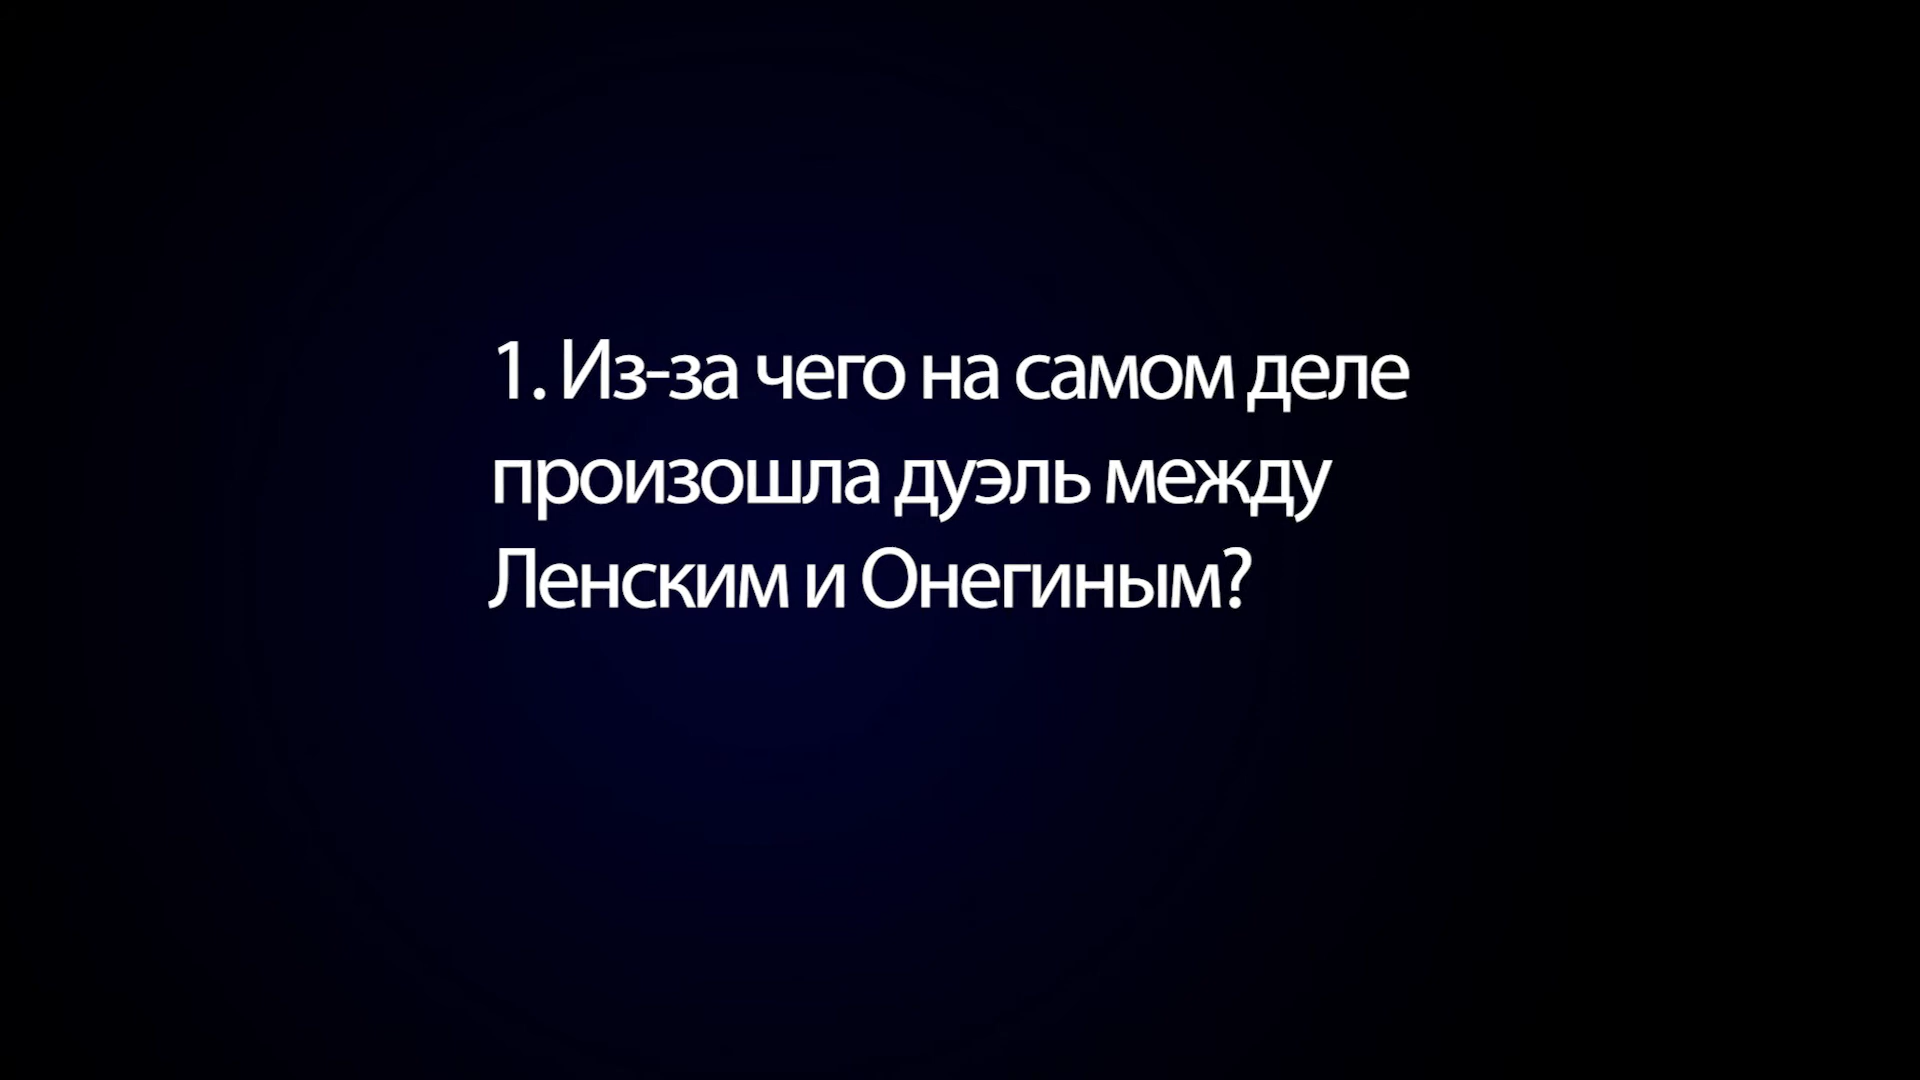 1. Из-за чего на самом деле
произошла дуэль между
Ленским и Онегиным?